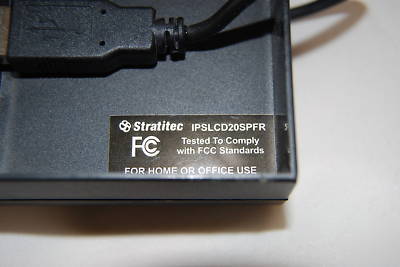 Stratitec IPSLCD20SPFR
FC Tested To Comply
with FCC Standards
FOR HOME OR OFFICE USE